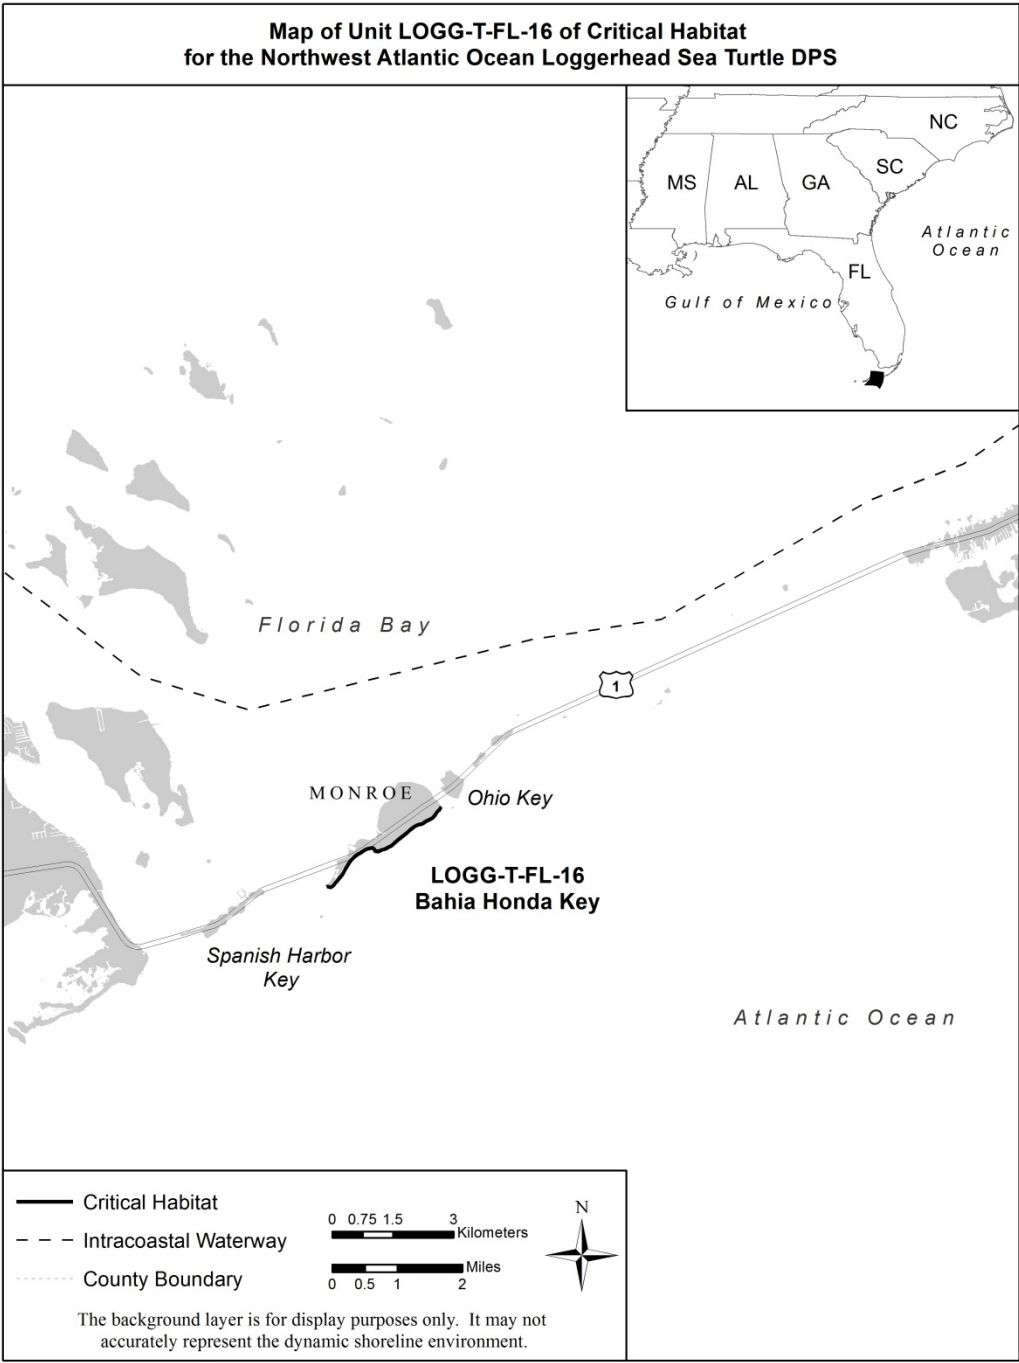 Map of Unit LOGG-T-FL-16 of Critical Habitat
for the Northwest Atlantic Ocean Loggerhead Sea Turtle DPS
NC
SC
MS
AL
GA
Atlantic
Ocean
FL
Gulf of Mexico
Florida Bay
1
MONROE
Ohio Key
LOGG-T-FL-16
Bahia Honda Key
Spanish Harbor
Key
Atlantic Ocean
Critical Habitat
Intracoastal Waterway
County Boundary
0 0.75 1.5 3
Kilometers
Miles
0 0.5 1 2
N
The background layer is for display purposes only. It may not
accurately represent the dynamic shoreline environment.